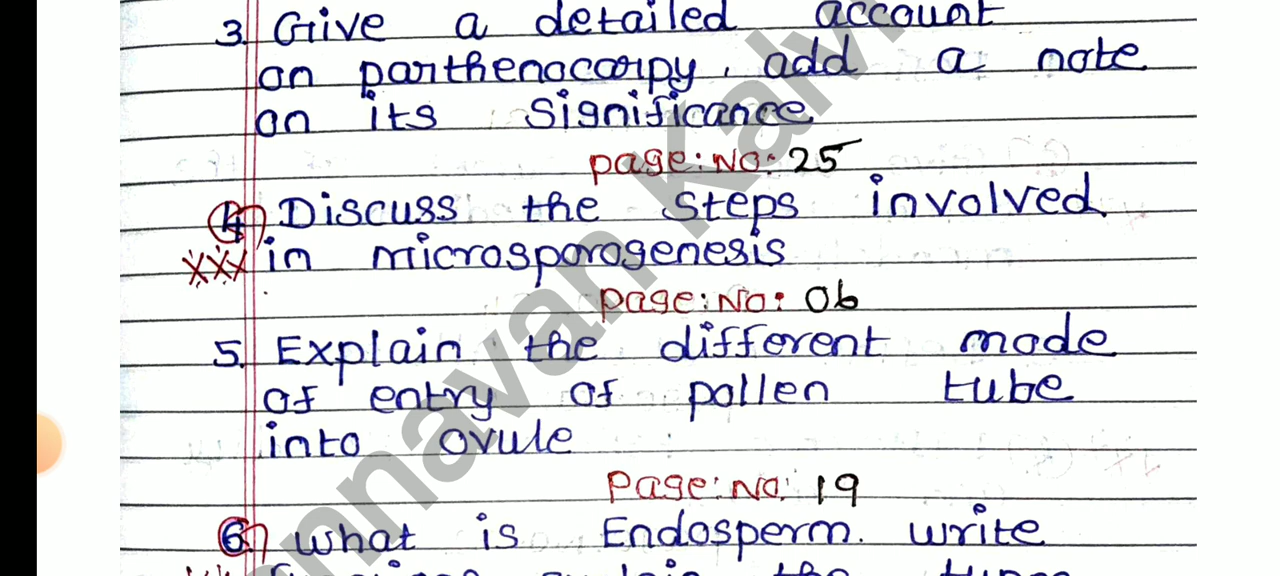 3. Give a detailed account
on parthenocarpy, add a note
on its significance
page: No: 25
4 Discuss the steps involved
xxx in microsporogenesis
page: No: 06
5. Explain the different mode
of entry of pollen tube
into ovule
Page: No: 19
6 What is Endosperm. write